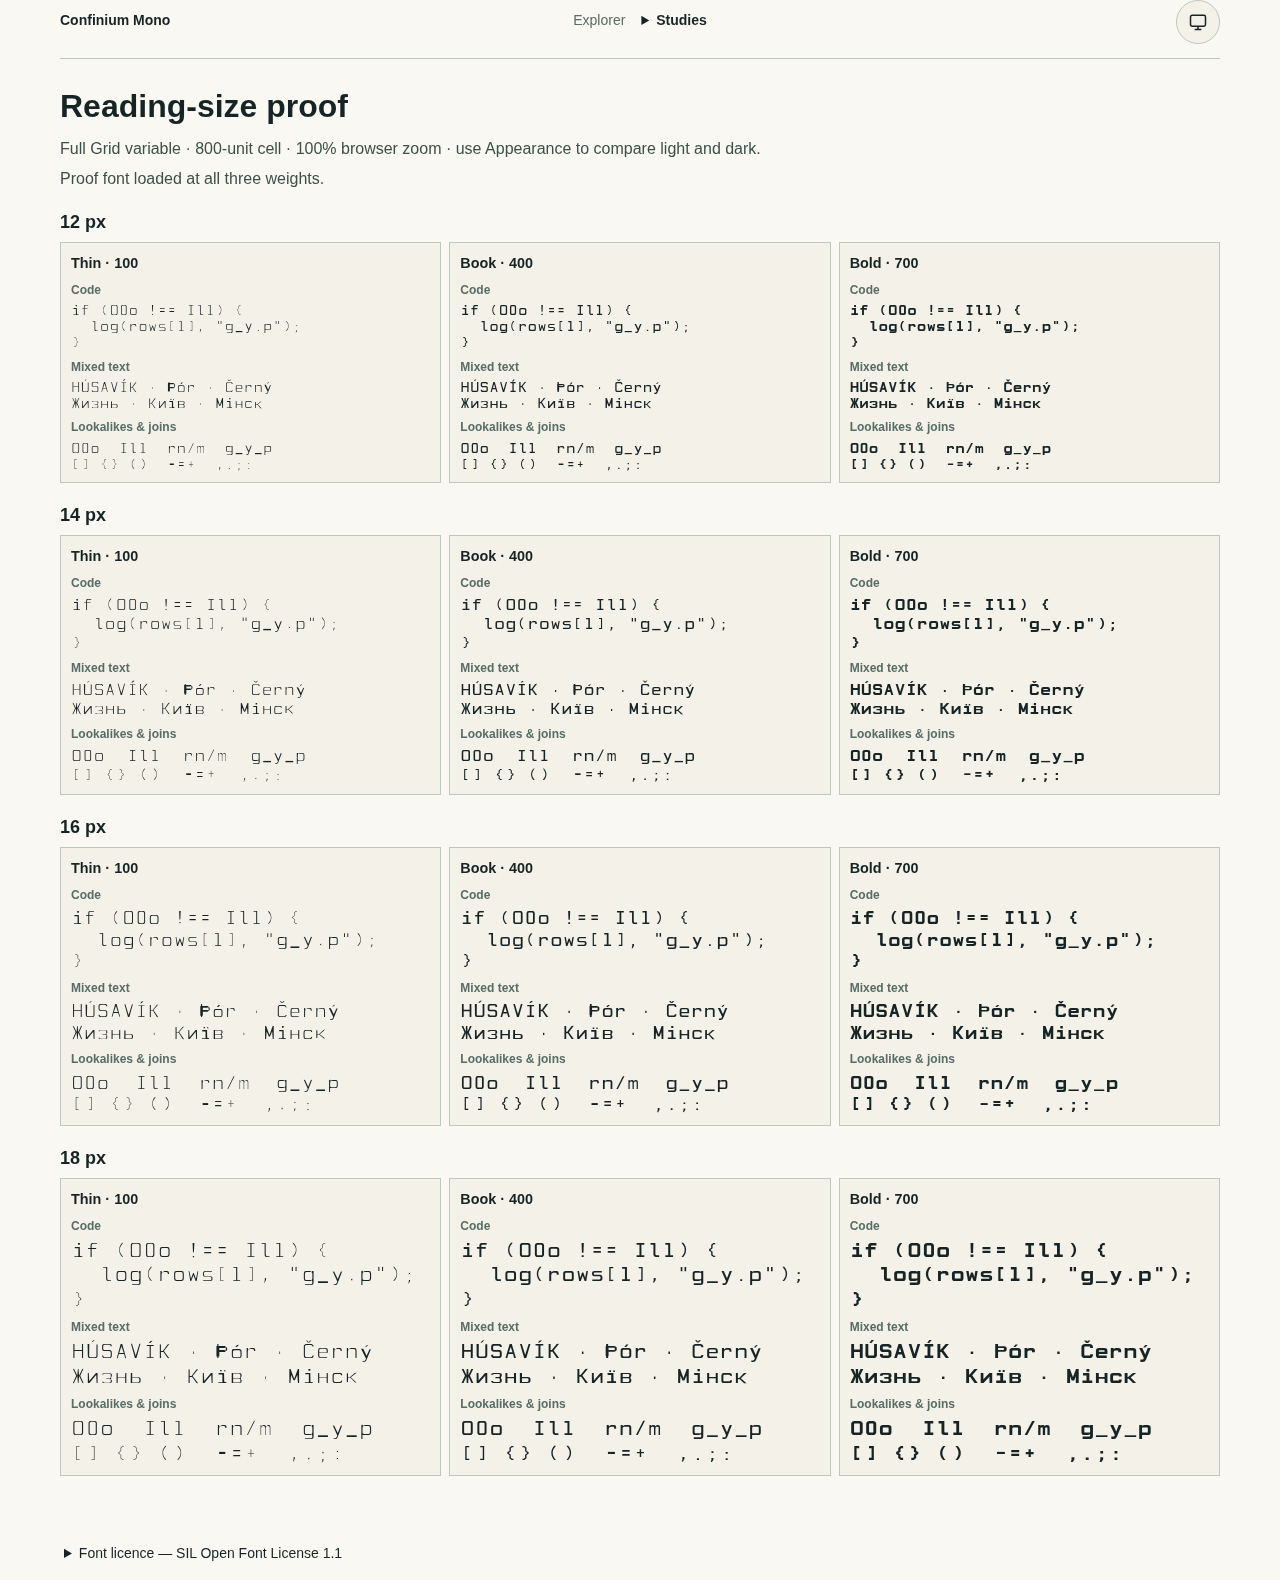 Confinium Mono
Explorer ▶ Studies
Reading-size proof
Full Grid variable · 800-unit cell · 100% browser zoom · use Appearance to compare light and dark.
Proof font loaded at all three weights.
12 px
Thin · 100
Code
if (O0o !== Il1) {
  log(rows[1], "g_y.p");
}
Mixed text
HÚSAVÍK · Þór · Černý
Жизнь · Київ · Мінск
Lookalikes & joins
O0o  Il1  rn/m  g_y_p
[] {} ()  -=+  ,.;:
Book · 400
Code
if (O0o !== Il1) {
  log(rows[1], "g_y.p");
}
Mixed text
HÚSAVÍK · Þór · Černý
Жизнь · Київ · Мінск
Lookalikes & joins
O0o  Il1  rn/m  g_y_p
[] {} ()  -=+  ,.;:
Bold · 700
Code
if (O0o !== Il1) {
  log(rows[1], "g_y.p");
}
Mixed text
HÚSAVÍK · Þór · Černý
Жизнь · Київ · Мінск
Lookalikes & joins
O0o  Il1  rn/m  g_y_p
[] {} ()  -=+  ,.;:
14 px
Thin · 100
Code
if (O0o !== Il1) {
  log(rows[1], "g_y.p");
}
Mixed text
HÚSAVÍK · Þór · Černý
Жизнь · Київ · Мінск
Lookalikes & joins
O0o  Il1  rn/m  g_y_p
[] {} ()  -=+  ,.;:
Book · 400
Code
if (O0o !== Il1) {
  log(rows[1], "g_y.p");
}
Mixed text
HÚSAVÍK · Þór · Černý
Жизнь · Київ · Мінск
Lookalikes & joins
O0o  Il1  rn/m  g_y_p
[] {} ()  -=+  ,.;:
Bold · 700
Code
if (O0o !== Il1) {
  log(rows[1], "g_y.p");
}
Mixed text
HÚSAVÍK · Þór · Černý
Жизнь · Київ · Мінск
Lookalikes & joins
O0o  Il1  rn/m  g_y_p
[] {} ()  -=+  ,.;:
16 px
Thin · 100
Code
if (O0o !== Il1) {
  log(rows[1], "g_y.p");
}
Mixed text
HÚSAVÍK · Þór · Černý
Жизнь · Київ · Мінск
Lookalikes & joins
O0o  Il1  rn/m  g_y_p
[] {} ()  -=+  ,.;:
Book · 400
Code
if (O0o !== Il1) {
  log(rows[1], "g_y.p");
}
Mixed text
HÚSAVÍK · Þór · Černý
Жизнь · Київ · Мінск
Lookalikes & joins
O0o  Il1  rn/m  g_y_p
[] {} ()  -=+  ,.;:
Bold · 700
Code
if (O0o !== Il1) {
  log(rows[1], "g_y.p");
}
Mixed text
HÚSAVÍK · Þór · Černý
Жизнь · Київ · Мінск
Lookalikes & joins
O0o  Il1  rn/m  g_y_p
[] {} ()  -=+  ,.;:
18 px
Thin · 100
Code
if (O0o !== Il1) {
  log(rows[1], "g_y.p");
}
Mixed text
HÚSAVÍK · Þór · Černý
Жизнь · Київ · Мінск
Lookalikes & joins
O0o  Il1  rn/m  g_y_p
[] {} ()  -=+  ,.;:
Book · 400
Code
if (O0o !== Il1) {
  log(rows[1], "g_y.p");
}
Mixed text
HÚSAVÍK · Þór · Černý
Жизнь · Київ · Мінск
Lookalikes & joins
O0o  Il1  rn/m  g_y_p
[] {} ()  -=+  ,.;:
Bold · 700
Code
if (O0o !== Il1) {
  log(rows[1], "g_y.p");
}
Mixed text
HÚSAVÍK · Þór · Černý
Жизнь · Київ · Мінск
Lookalikes & joins
O0o  Il1  rn/m  g_y_p
[] {} ()  -=+  ,.;:
▶ Font licence — SIL Open Font License 1.1